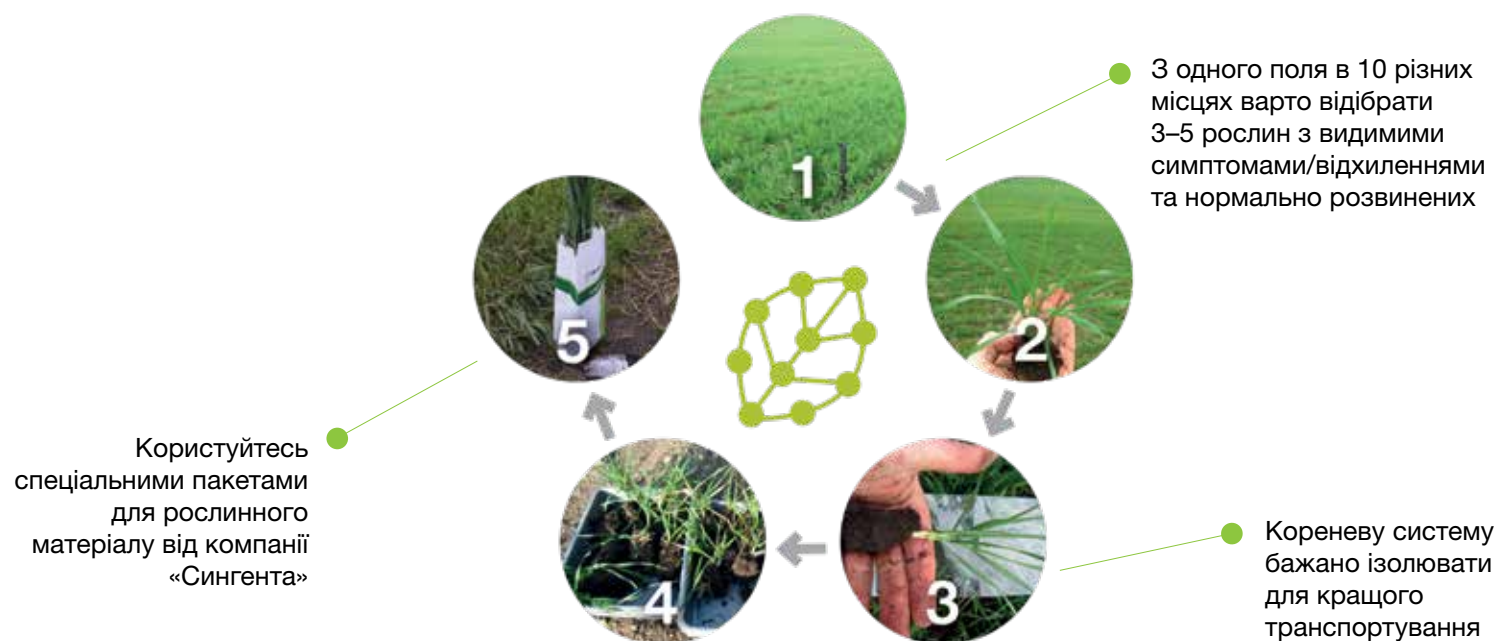 З одного поля в 10 різних
місцях варто відібрати
3–5 рослин з видимими
симптомами/відхиленнями
та нормально розвинених
1
2
3
4
5
Кореневу систему
бажано ізолювати
для кращого
транспортування
Користуйтесь
спеціальними пакетами
для рослинного
матеріалу від компанії
«Сингента»